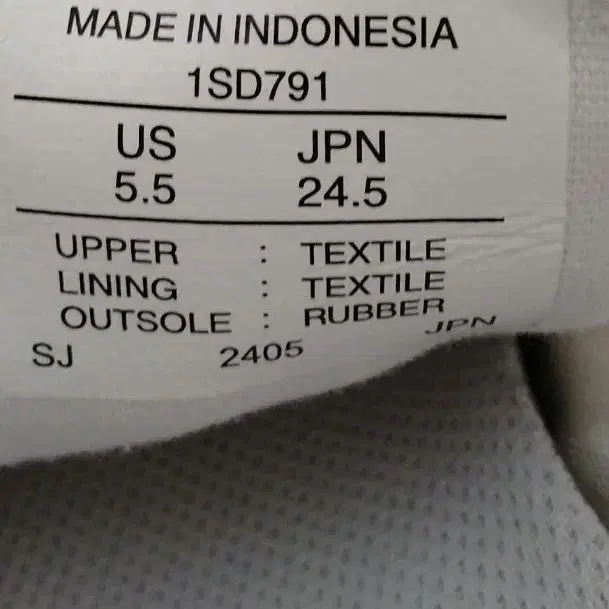 MADE IN INDONESIA
1SD791
US JPN
5.5 24.5
UPPER : TEXTILE
LINING : TEXTILE
OUTSOLE : RUBBER
JPN
SJ 2405